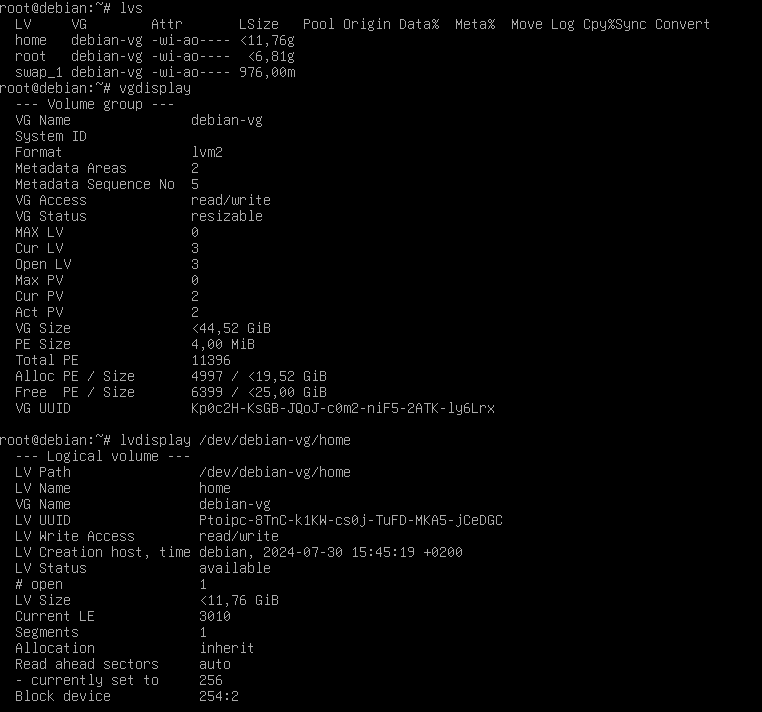 root@debian:~# lvs
  LV     VG        Attr       LSize   Pool Origin Data%  Meta%  Move Log Cpy%Sync Convert
  home   debian-vg -wi-ao---- <11,76g
  root   debian-vg -wi-ao----  <6,81g
  swap_1 debian-vg -wi-ao---- 976,00m
root@debian:~# vgdisplay
  --- Volume group ---
  VG Name               debian-vg
  System ID
  Format                lvm2
  Metadata Areas        2
  Metadata Sequence No  5
  VG Access             read/write
  VG Status             resizable
  MAX LV                0
  Cur LV                3
  Open LV               3
  Max PV                0
  Cur PV                2
  Act PV                2
  VG Size               <44,52 GiB
  PE Size               4,00 MiB
  Total PE              11396
  Alloc PE / Size       4997 / <19,52 GiB
  Free  PE / Size       6399 / <25,00 GiB
  VG UUID               Kp0c2H-KsGB-JQoJ-c0m2-niF5-2ATK-ly6Lrx

root@debian:~# lvdisplay /dev/debian-vg/home
  --- Logical volume ---
  LV Path                /dev/debian-vg/home
  LV Name                home
  VG Name                debian-vg
  LV UUID                Ptoipc-8TnC-k1KW-cs0j-TuFD-MKA5-jCeDGC
  LV Write Access        read/write
  LV Creation host, time debian, 2024-07-30 15:45:19 +0200
  LV Status              available
  # open                 1
  LV Size                <11,76 GiB
  Current LE             3010
  Segments               1
  Allocation             inherit
  Read ahead sectors     auto
  - currently set to     256
  Block device           254:2